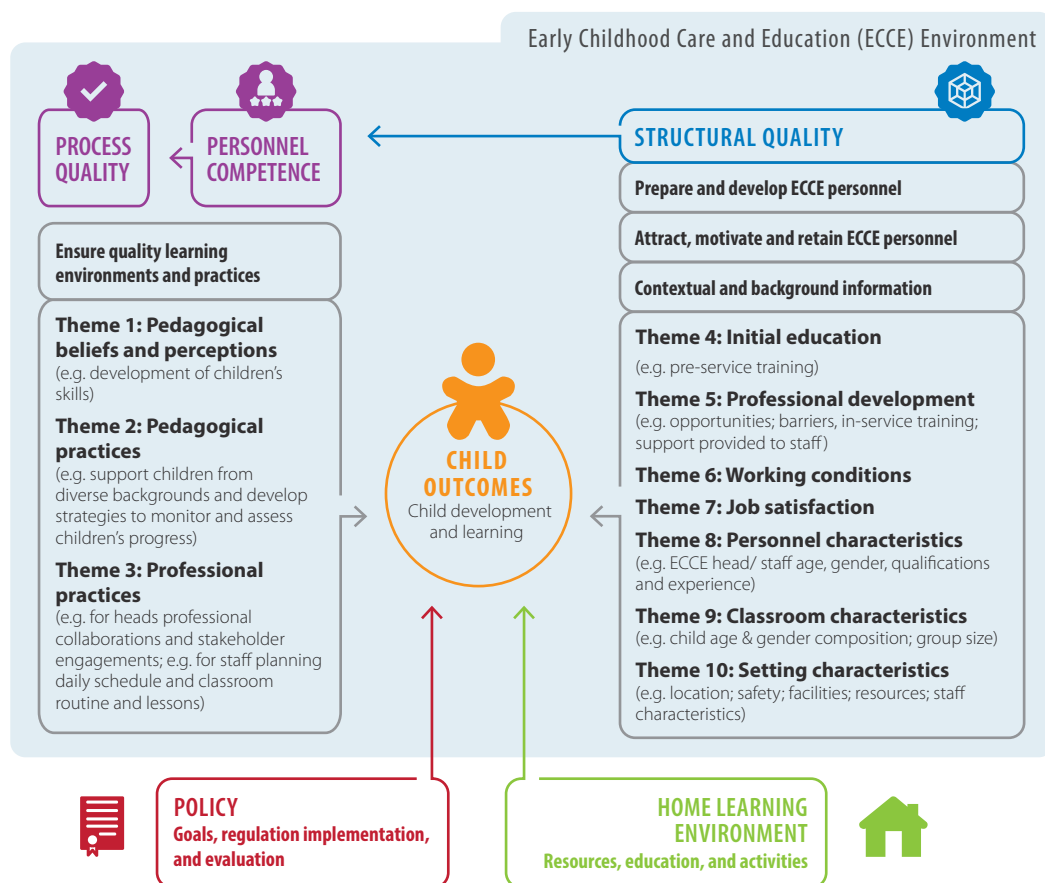 Early Childhood Care and Education (ECCE) Environment
PROCESS
QUALITY
PERSONNEL
COMPETENCE
Ensure quality learning
environments and practices
Theme 1: Pedagogical
beliefs and perceptions
(e.g. development of children's
skills)
Theme 2: Pedagogical
practices
(e.g. support children from
diverse backgrounds and develop
strategies to monitor and assess
children's progress)
Theme 3: Professional
practices
(e.g. for heads professional
collaborations and stakeholder
engagements; e.g. for staff planning
daily schedule and classroom
routine and lessons)
CHILD
OUTCOMES
Child development
and learning
STRUCTURAL QUALITY
Prepare and develop ECCE personnel
Attract, motivate and retain ECCE personnel
Contextual and background information
Theme 4: Initial education
(e.g. pre-service training)
Theme 5: Professional development
(e.g. opportunities; barriers, in-service training;
support provided to staff)
Theme 6: Working conditions
Theme 7: Job satisfaction
Theme 8: Personnel characteristics
(e.g. ECCE head/ staff age, gender, qualifications
and experience)
Theme 9: Classroom characteristics
(e.g. child age & gender composition; group size)
Theme 10: Setting characteristics
(e.g. location; safety; facilities; resources; staff
characteristics)
POLICY
Goals, regulation implementation,
and evaluation
HOME LEARNING
ENVIRONMENT
Resources, education, and activities